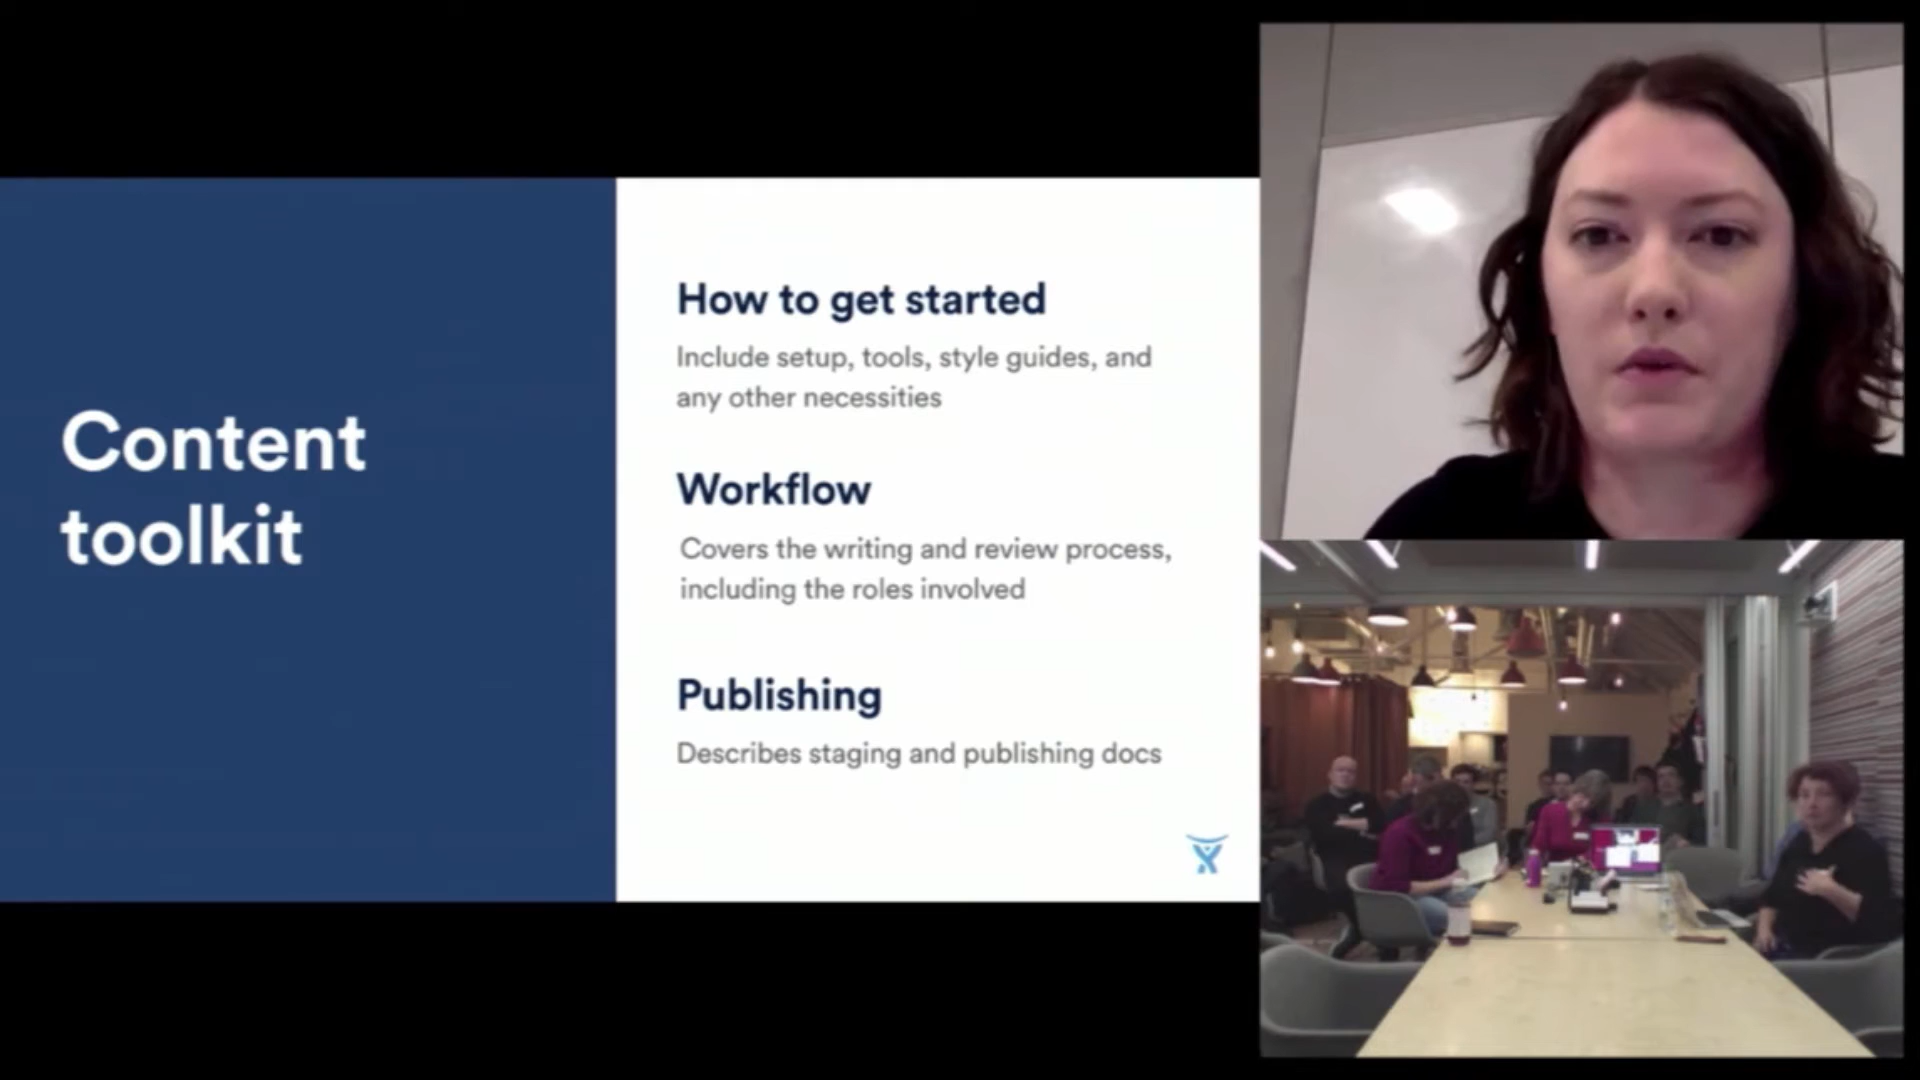 Content
toolkit
How to get started
Include setup, tools, style guides, and
any other necessities
Workflow
Covers the writing and review process,
including the roles involved
Publishing
Describes staging and publishing docs